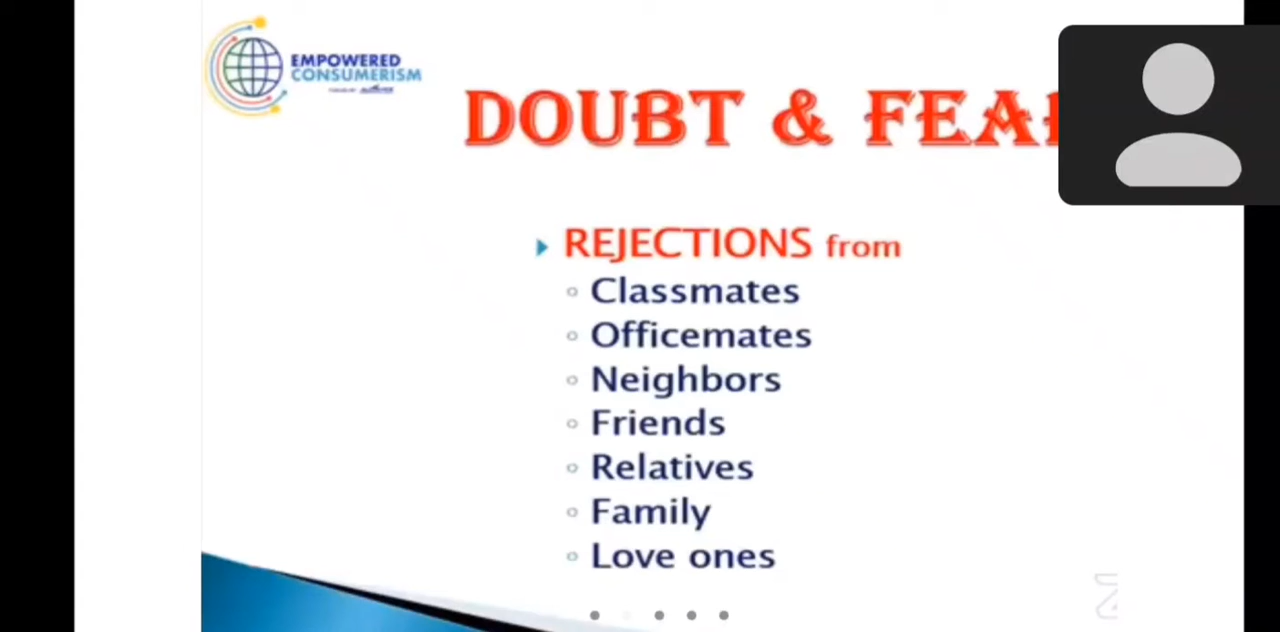 EMPOWERED
CONSUMERISM
DOUBT & FEA
REJECTIONS from
Classmates
Officemates
Neighbors
Friends
Relatives
Family
Love ones